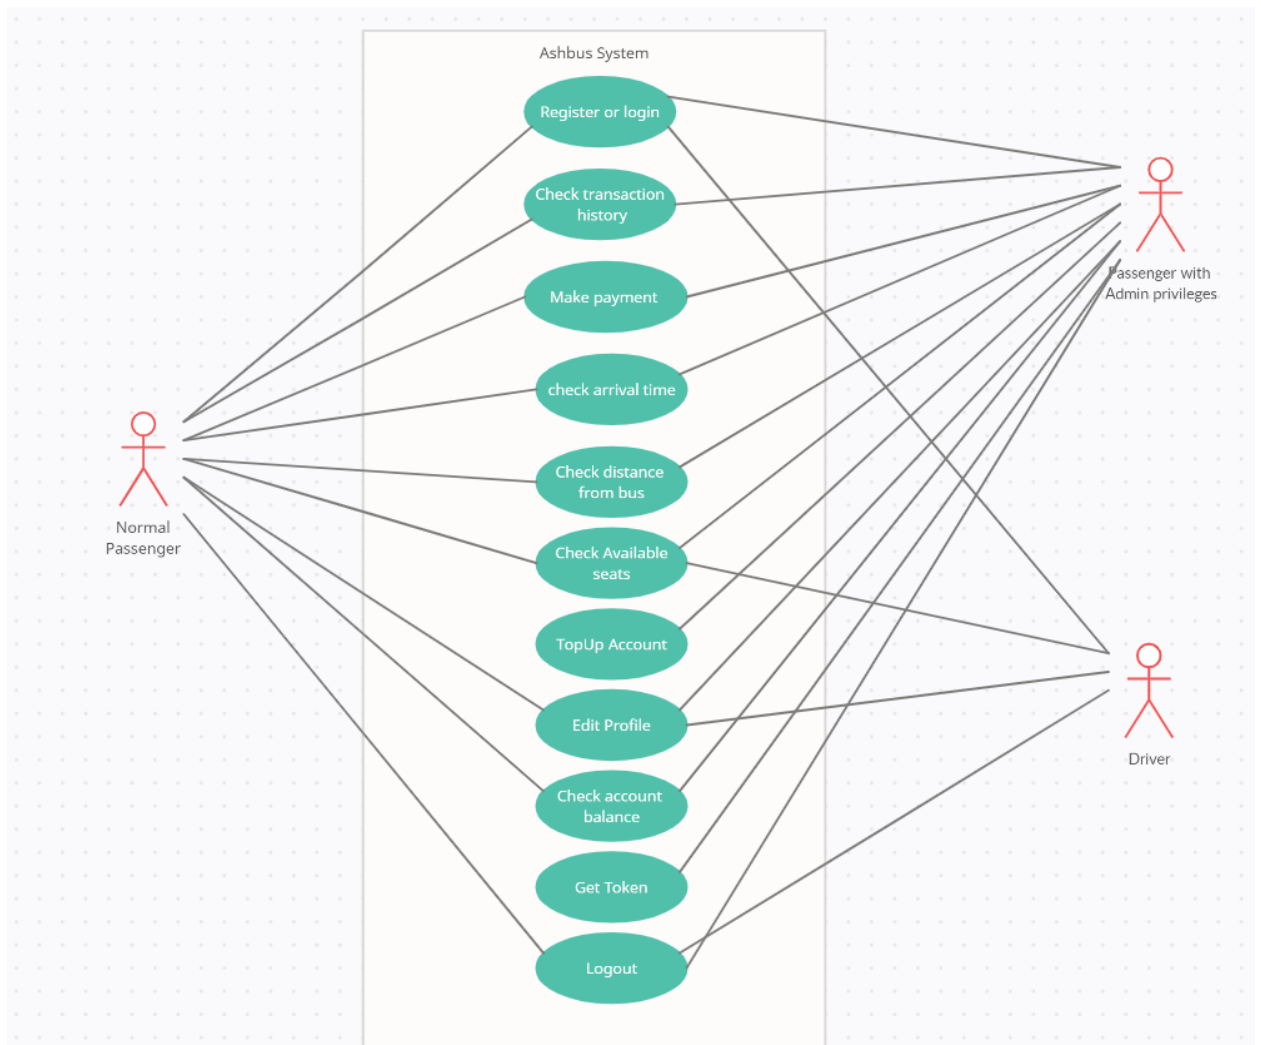 Ashbus System
Register or login
Check transaction
history
Make payment
check arrival time
Check distance
from bus
Check Available
seats
TopUp Account
Edit Profile
Check account
balance
Get Token
Logout
Normal
Passenger
Passenger with
Admin privileges
Driver